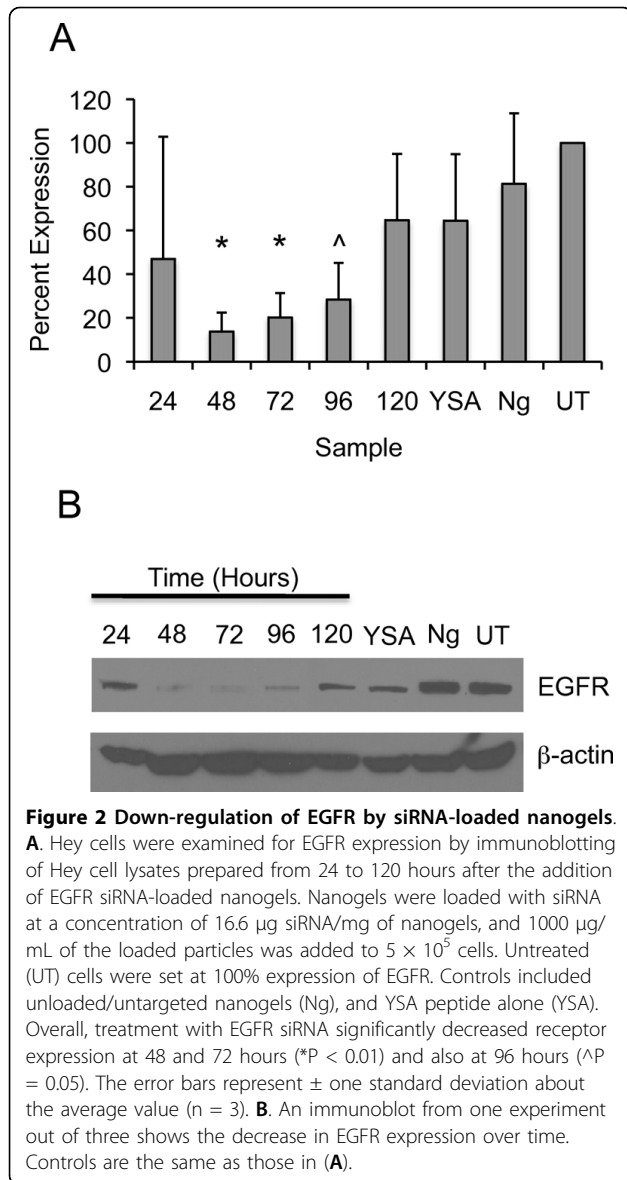 A
120
100
80
60
40
20
0
Percent Expression
* * ^
24 48 72 96 120 YSA Ng UT
Sample
B
Time (Hours)
24 48 72 96 120 YSA Ng UT
EGFR
β-actin
Figure 2 Down-regulation of EGFR by siRNA-loaded nanogels.
A. Hey cells were examined for EGFR expression by immunoblotting
of Hey cell lysates prepared from 24 to 120 hours after the addition
of EGFR siRNA-loaded nanogels. Nanogels were loaded with siRNA
at a concentration of 16.6 μg siRNA/mg of nanogels, and 1000 μg/
mL of the loaded particles was added to 5 × 10⁵ cells. Untreated
(UT) cells were set at 100% expression of EGFR. Controls included
unloaded/untargeted nanogels (Ng), and YSA peptide alone (YSA).
Overall, treatment with EGFR siRNA significantly decreased receptor
expression at 48 and 72 hours (*P < 0.01) and also at 96 hours (^P
= 0.05). The error bars represent ± one standard deviation about
the average value (n = 3). B. An immunoblot from one experiment
out of three shows the decrease in EGFR expression over time.
Controls are the same as those in (A).